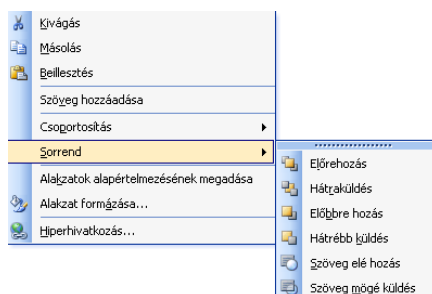 Kivágás
Másolás
Beillesztés
Szöveg hozzáadása
Csoportosítás
Sorrend
Alakzatok alapértelmezésének megadása
Alakzat formázása...
Hiperhivatkozás...
Előrehozás
Hátraküldés
Előbbre hozás
Hátrébb küldés
Szöveg elé hozás
Szöveg mögé küldés